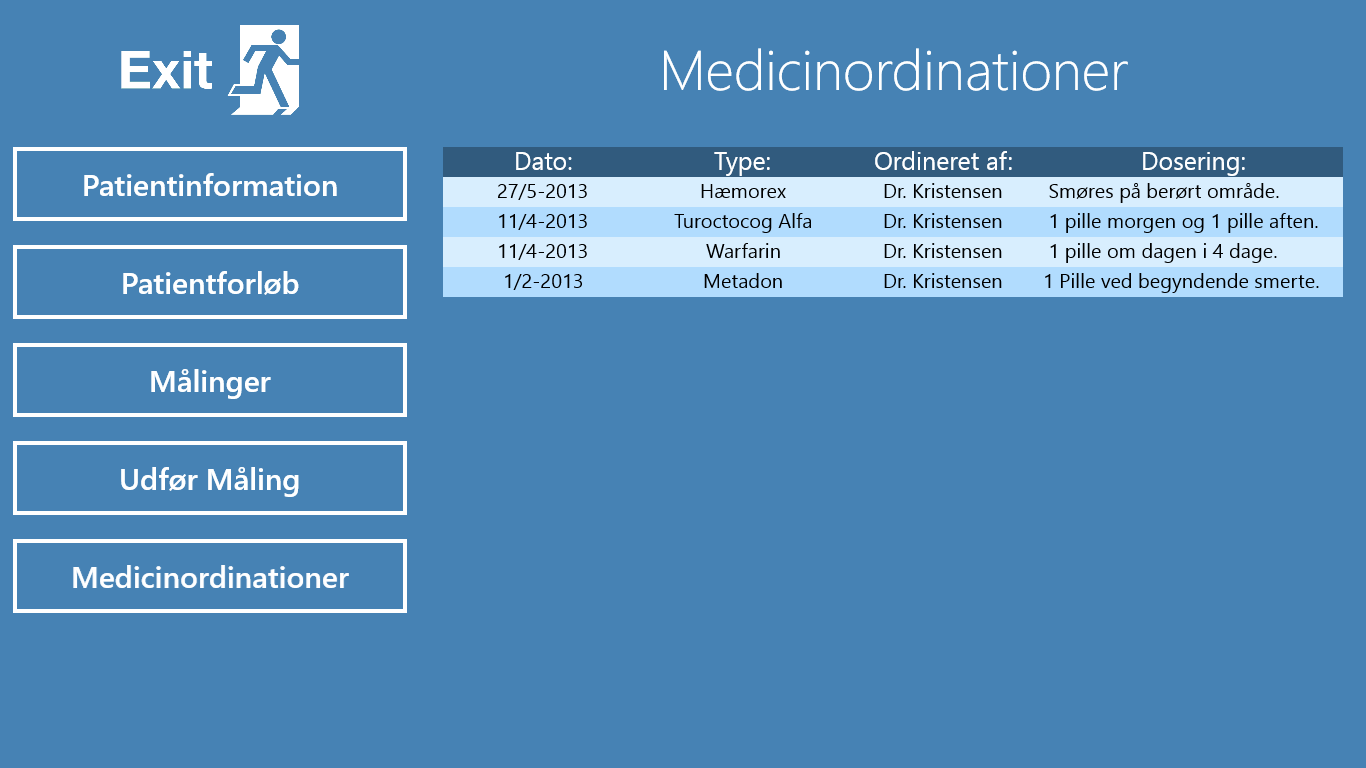 Exit
Medicinordinationer
Patientinformation
Patientforløb
Målinger
Udfør Måling
Medicinordinationer
Dato: Type: Ordineret af: Dosering:
27/5-2013 Hæmorex Dr. Kristensen Smøres på berørt område.
11/4-2013 Turoctocog Alfa Dr. Kristensen 1 pille morgen og 1 pille aften.
11/4-2013 Warfarin Dr. Kristensen 1 pille om dagen i 4 dage.
1/2-2013 Metadon Dr. Kristensen 1 Pille ved begyndende smerte.